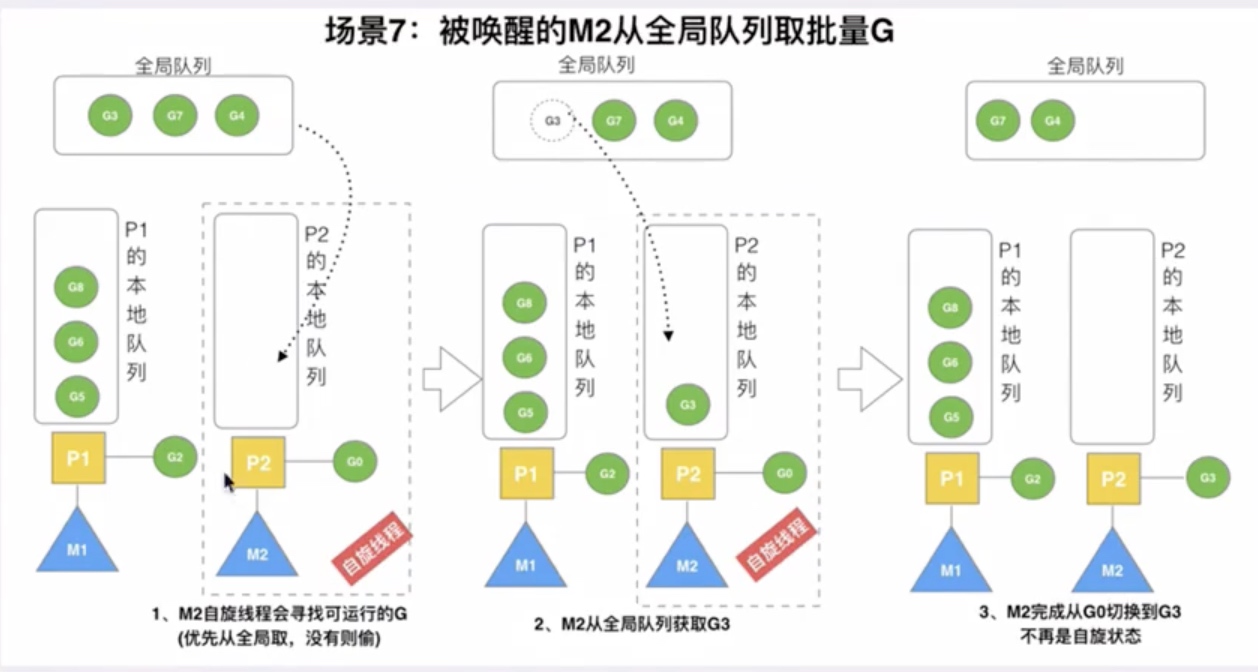 场景7：被唤醒的M2从全局队列取批量G
全局队列
G3 G7 G4
P1的本地队列
G8
G6
G5
P2的本地队列
P1
G2
P2
G0
M1
M2
自旋线程
1、M2自旋线程会寻找可运行的G
(优先从全局取，没有则偷)
全局队列
G3 G7 G4
P1的本地队列
G8
G6
G5
P2的本地队列
G3
P1
G2
P2
G0
M1
M2
自旋线程
2、M2从全局队列获取G3
全局队列
G7 G4
P1的本地队列
G8
G6
G5
P2的本地队列
P1
G2
P2
G3
M1
M2
3、M2完成从G0切换到G3
不再是自旋状态